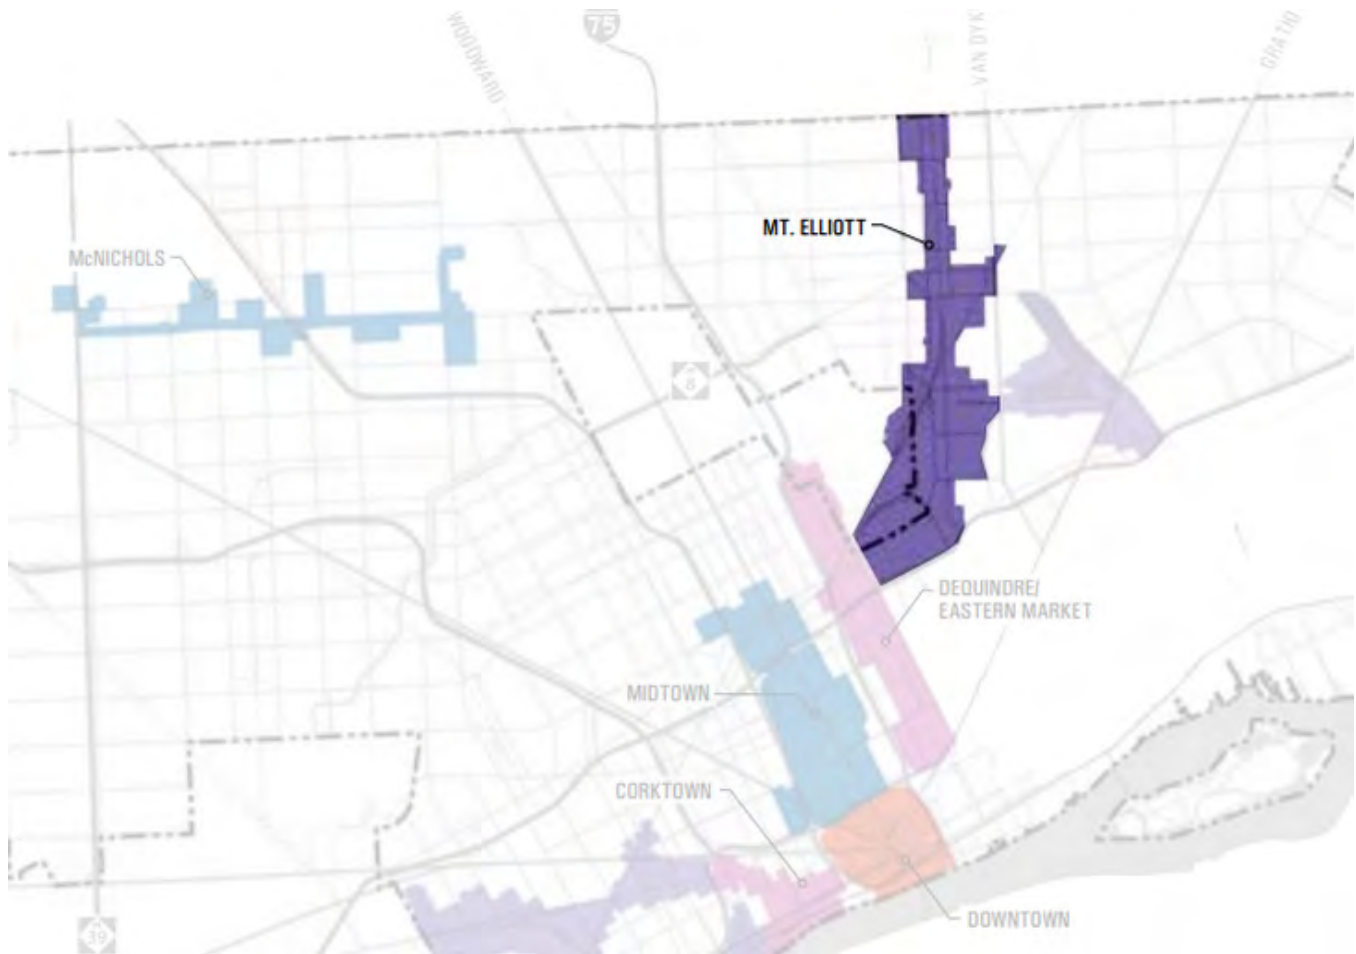 WOODWARD
75
VAN DYK
GRATIO
MT. ELLIOTT
McNICHOLS
8
DEQUINDRE/
EASTERN MARKET
MIDTOWN
CORKTOWN
DOWNTOWN
39